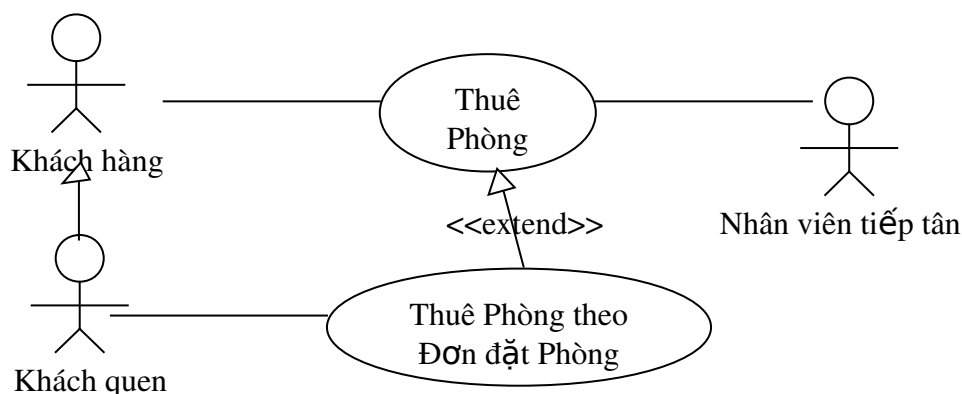 Thuê
Phòng
Khách hàng
<<extend>>
Nhân viên tiếp tân
Thuê Phòng theo
Đơn đặt Phòng
Khách quen